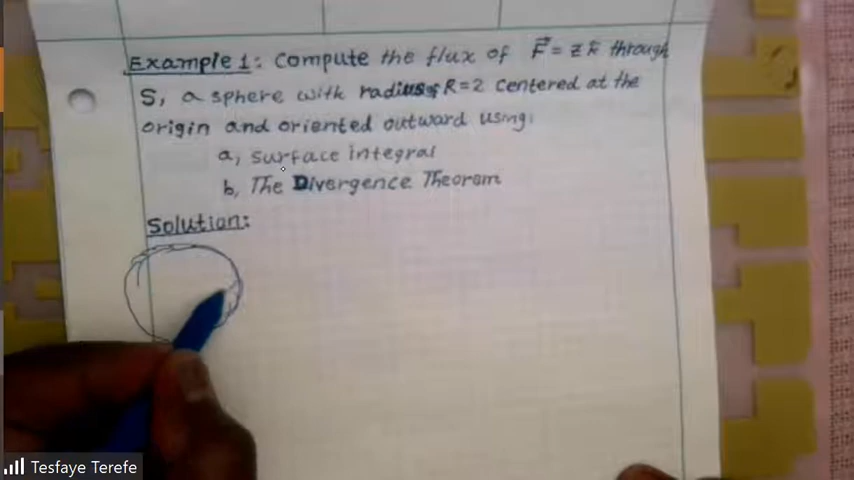 Example 1: Compute the flux of F⃗ = z k⃗ through
S, a sphere with radius of R=2 centered at the
origin and oriented outward using:
a, surface integral
b, The Divergence Theorem
Solution:
Tesfaye Terefe